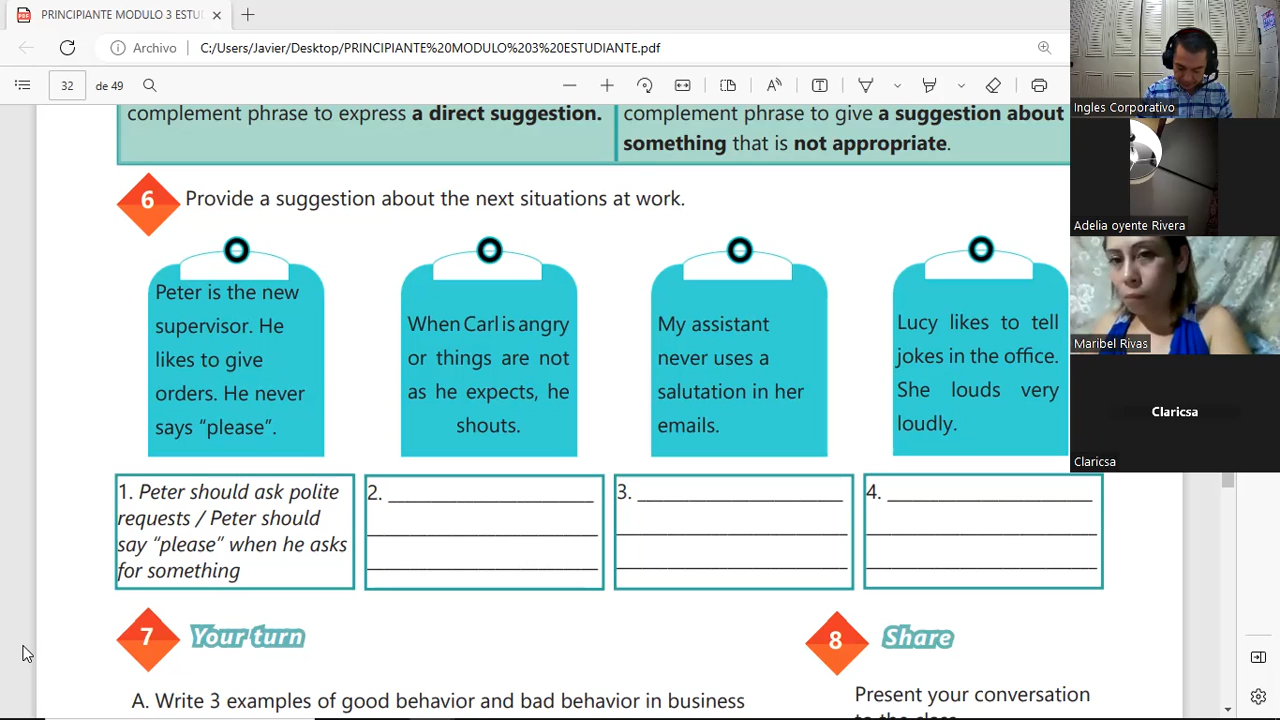 PRINCIPIANTE MODULO 3 ESTU
Archivo
C:/Users/Javier/Desktop/PRINCIPIANTE%20MODULO%203%20ESTUDIANTE.pdf
32
de 49
complement phrase to express a direct suggestion.
complement phrase to give a suggestion about
something that is not appropriate.
6
Provide a suggestion about the next situations at work.
Peter is the new
supervisor. He
likes to give
orders. He never
says “please”.
When Carl is angry
or things are not
as he expects, he
shouts.
My assistant
never uses a
salutation in her
emails.
Lucy likes to tell
jokes in the office.
She louds very
loudly.
1. Peter should ask polite
requests / Peter should
say “please” when he asks
for something
2. ____________________
3. ____________________
4. ____________________
7
Your turn
A. Write 3 examples of good behavior and bad behavior in business
8
Share
Present your conversation
to the class
Ingles Corporativo
Adelia oyente Rivera
Maribel Rivas
Claricsa
Claricsa